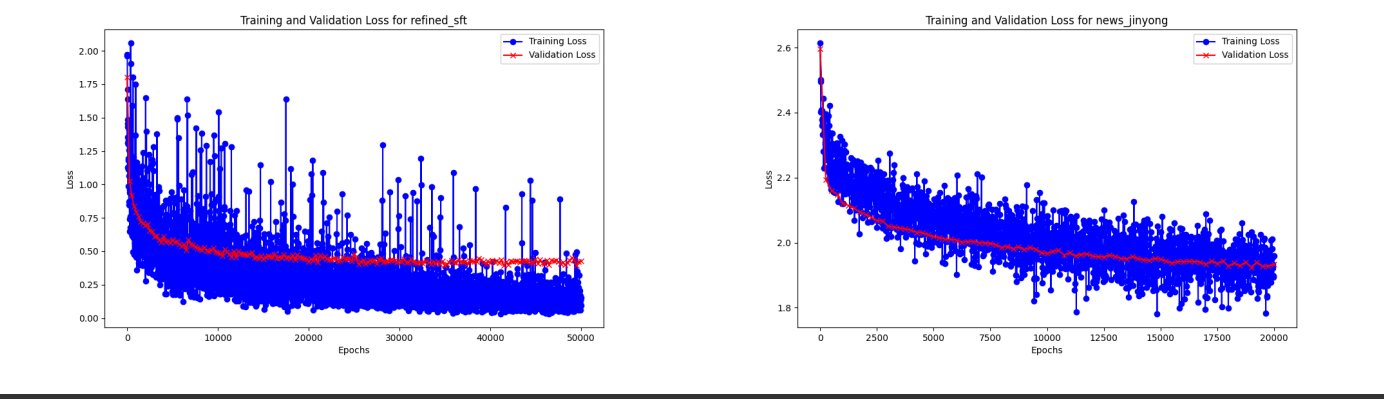 Training and Validation Loss for refined_sft
2.00
1.75
1.50
1.25
1.00
0.75
0.50
0.25
0.00
Loss
Training Loss
Validation Loss
0 10000 20000 30000 40000 50000
Epochs
Training and Validation Loss for news_jinyong
2.6
2.4
2.2
2.0
1.8
Loss
Training Loss
Validation Loss
0 2500 5000 7500 10000 12500 15000 17500 20000
Epochs